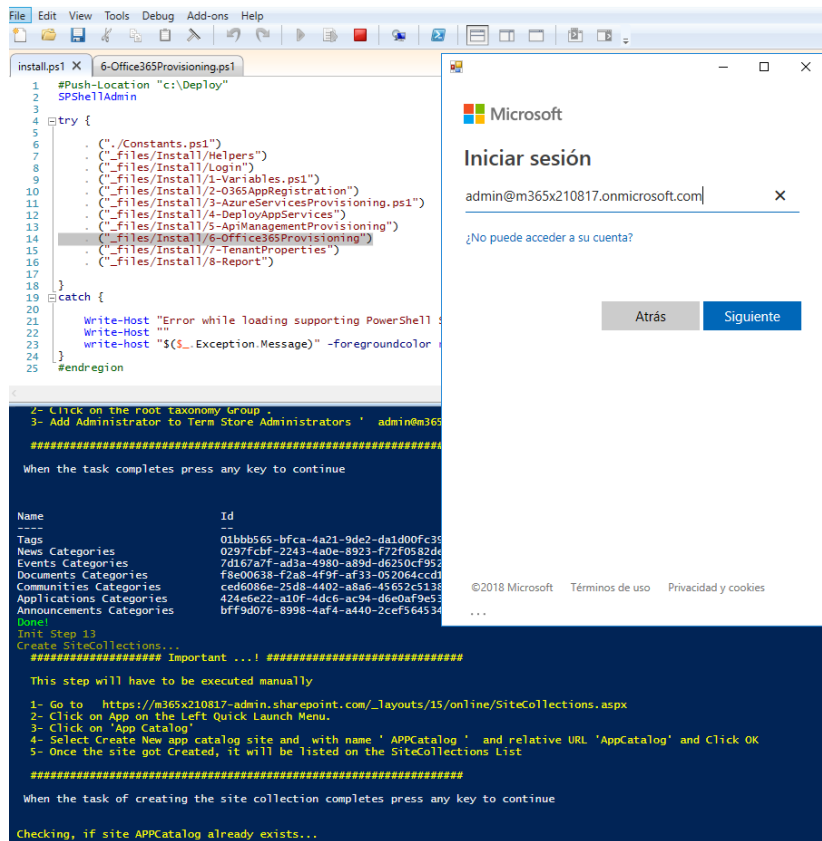 File Edit View Tools Debug Add-ons Help
install.ps1 X 6-Office365Provisioning.ps1
1 #Push-Location "c:\Deploy"
2 SPShellAdmin
3
4 try {
5
6 . ("./Constants.ps1")
7 . ("_files/Install/Helpers")
8 . ("_files/Install/Login")
9 . ("_files/Install/1-Variables.ps1")
10 . ("_files/Install/2-O365AppRegistration")
11 . ("_files/Install/3-AzureServicesProvisioning.ps1")
12 . ("_files/Install/4-DeployAppServices")
13 . ("_files/Install/5-ApiManagementProvisioning")
14 . ("_files/Install/6-Office365Provisioning")
15 . ("_files/Install/7-TenantProperties")
16 . ("_files/Install/8-Report")
17
18 }
19 catch {
20
21 Write-Host "Error while loading supporting PowerShell
22 Write-Host ""
23 write-host "$($_.Exception.Message)" -foregroundcolor
24 }
25 #endregion
Microsoft
Iniciar sesión
admin@m365x210817.onmicrosoft.com
¿No puede acceder a su cuenta?
Atrás Siguiente
©2018 Microsoft Términos de uso Privacidad y cookies
...
2- Click on the root taxonomy Group .
3- Add Administrator to Term Store Administrators ' admin@m365
################################################################
When the task completes press any key to continue
Name Id
---- --
Tags 01bbb565-bfca-4a21-9de2-da1d00fc39
News Categories 0297fcbf-2243-4a0e-8923-f72f0582de
Events Categories 7d167a7f-ad3a-4980-a89d-d6250cf952
Documents Categories f8e00638-f2a8-4f9f-af33-052064ccd1
Communities Categories ced6086e-25d8-4402-a8a6-45652c5138
Applications Categories 424e6e22-a10f-4dc6-ac94-d6e0af9e53
Announcements Categories bff9d076-8998-4af4-a440-2cef564534
Done!
Init Step 13
Create SiteCollections...
#################### Important ...! ##############################
This step will have to be executed manually
1- Go to https://m365x210817-admin.sharepoint.com/_layouts/15/online/SiteCollections.aspx
2- Click on App on the Left Quick Launch Menu.
3- Click on 'App Catalog'
4- Select Create New app catalog site and with name ' APPCatalog ' and relative URL 'AppCatalog' and Click OK
5- Once the site got Created, it will be listed on the SiteCollections List
##################################################################
When the task of creating the site collection completes press any key to continue
Checking, if site APPCatalog already exists...